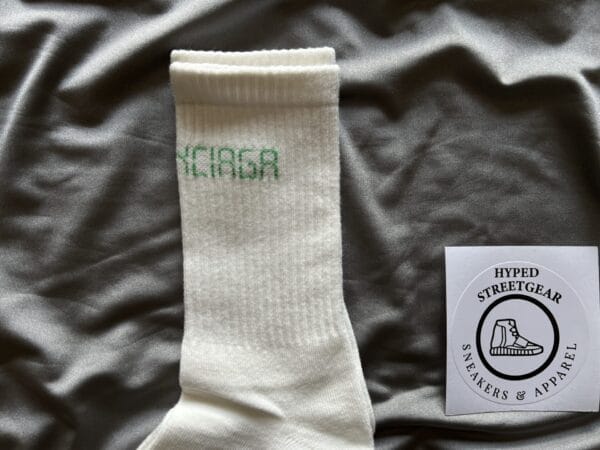 NCIAGA
HYPED
STREETGEAR
SNEAKERS & APPAREL